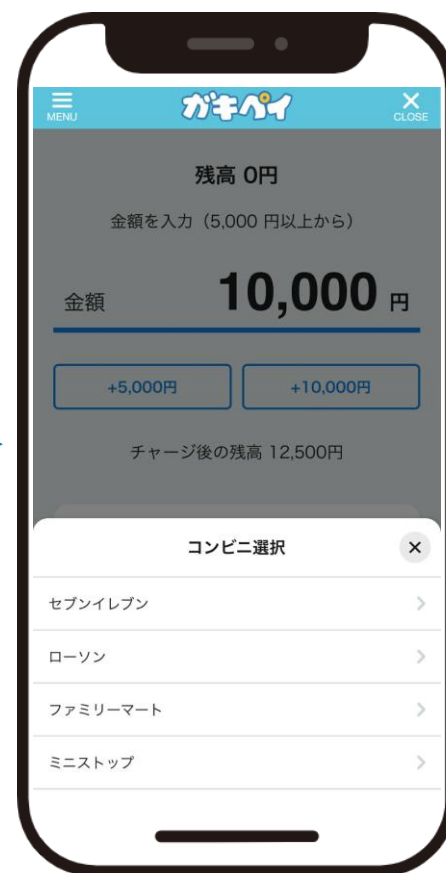 MENU
ガキペイ
CLOSE
残高 0円
金額を入力（5,000 円以上から）
金額 10,000 円
+5,000円 +10,000円
チャージ後の残高 12,500円
コンビニ選択
セブンイレブン
ローソン
ファミリーマート
ミニストップ